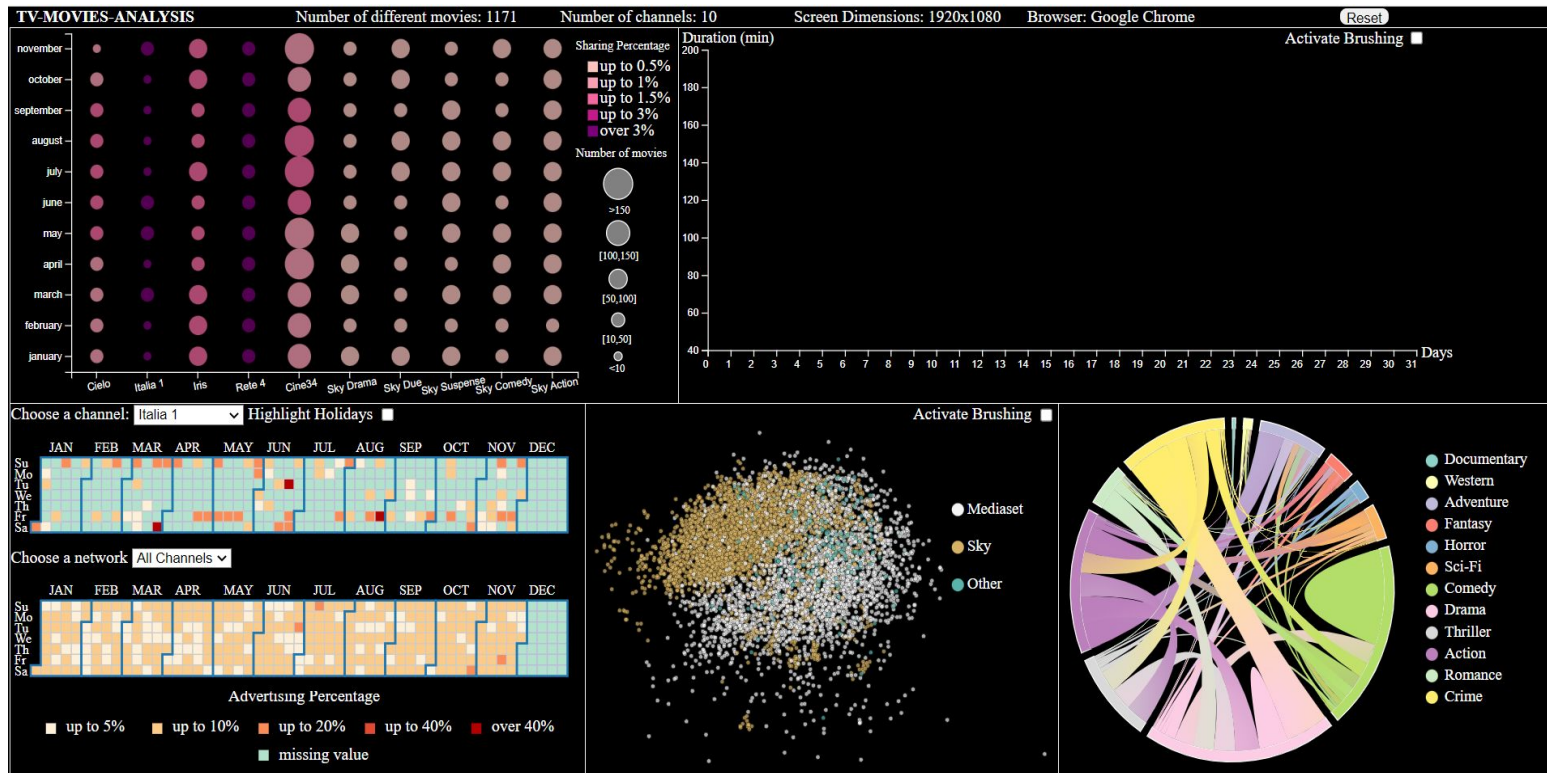 TV-MOVIES-ANALYSIS Number of different movies: 1171 Number of channels: 10 Screen Dimensions: 1920x1080 Browser: Google Chrome Reset
november
october
september
august
july
june
may
april
march
february
january
Cielo Italia 1 Iris Rete 4 Cine34 Sky Drama Sky Due Sky Suspense Sky Comedy Sky Action
Sharing Percentage
up to 0.5%
up to 1%
up to 1.5%
up to 3%
over 3%
Number of movies
>150
[100,150]
[50,100]
[10,50]
<10
Duration (min)
Activate Brushing
200
180
160
140
120
100
80
60
40
0 1 2 3 4 5 6 7 8 9 10 11 12 13 14 15 16 17 18 19 20 21 22 23 24 25 26 27 28 29 30 31 Days
Choose a channel: Italia 1 Highlight Holidays
JAN FEB MAR APR MAY JUN JUL AUG SEP OCT NOV DEC
Su
Mo
Tu
We
Th
Fr
Sa
Choose a network All Channels
JAN FEB MAR APR MAY JUN JUL AUG SEP OCT NOV DEC
Su
Mo
Tu
We
Th
Fr
Sa
Advertising Percentage
up to 5% up to 10% up to 20% up to 40% over 40%
missing value
Activate Brushing
Mediaset
Sky
Other
Documentary
Western
Adventure
Fantasy
Horror
Sci-Fi
Comedy
Drama
Thriller
Action
Romance
Crime